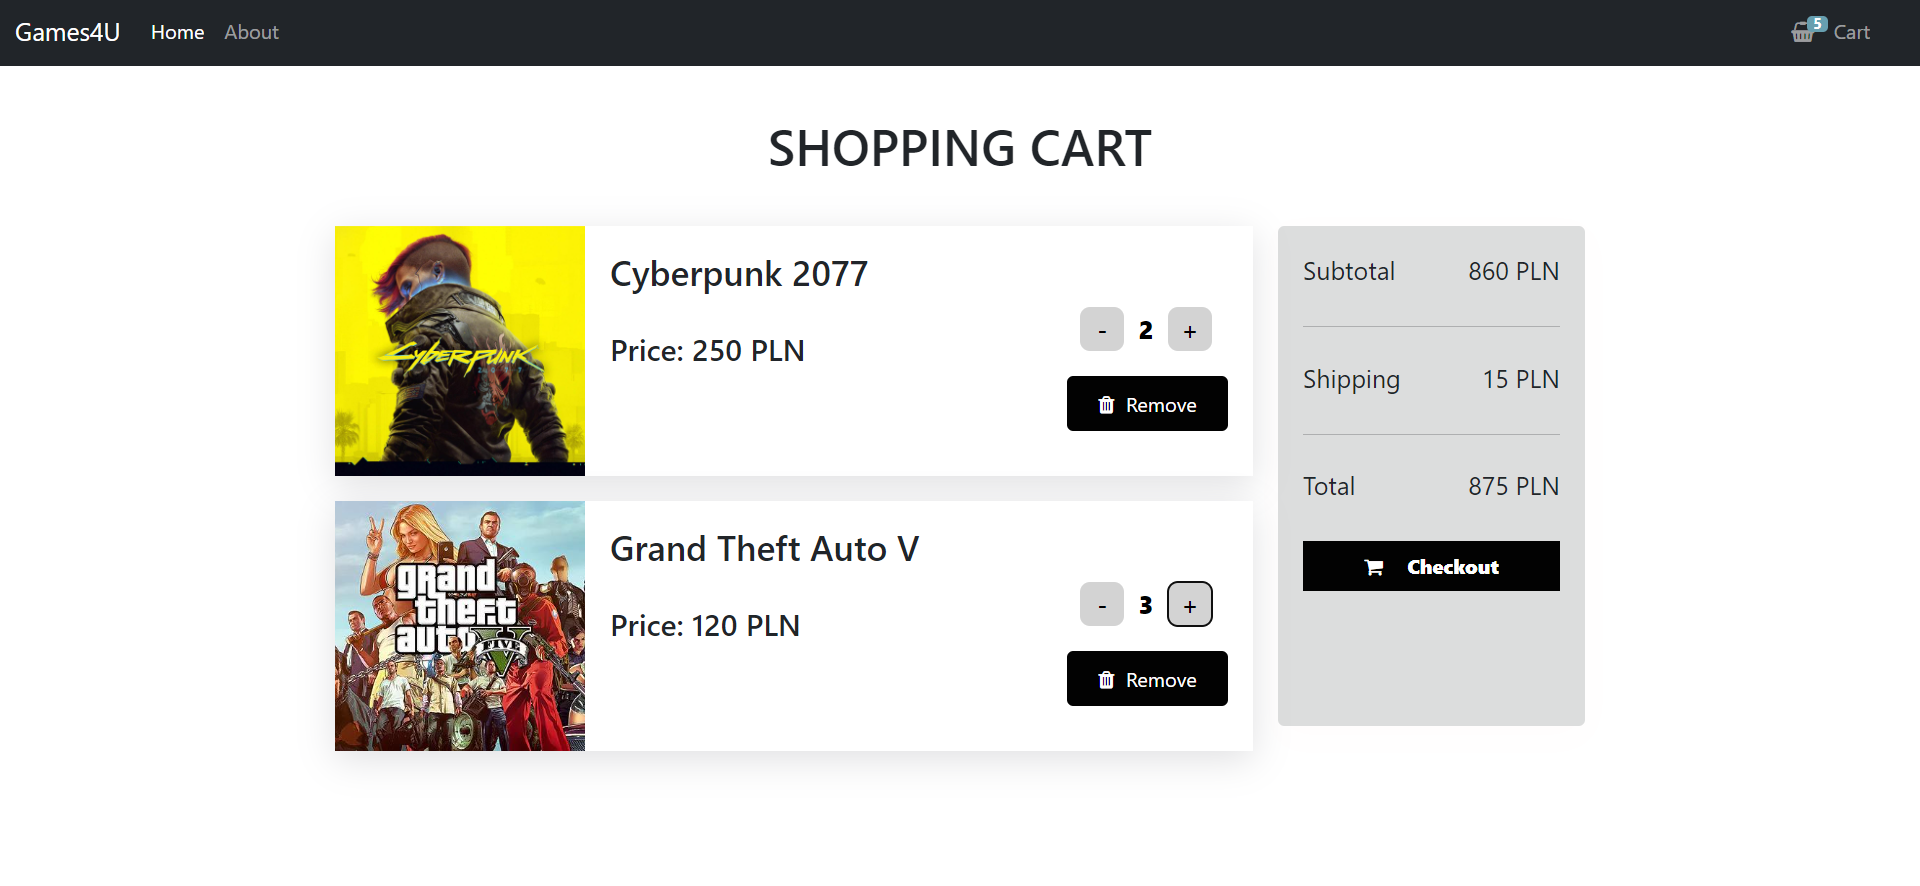 Games4U Home About 5 Cart
SHOPPING CART
CYBERPUNK
Cyberpunk 2077
Price: 250 PLN
- 2 +
Remove
grand
theft
auto V
FIVE
Grand Theft Auto V
Price: 120 PLN
- 3 +
Remove
Subtotal 860 PLN
Shipping 15 PLN
Total 875 PLN
Checkout